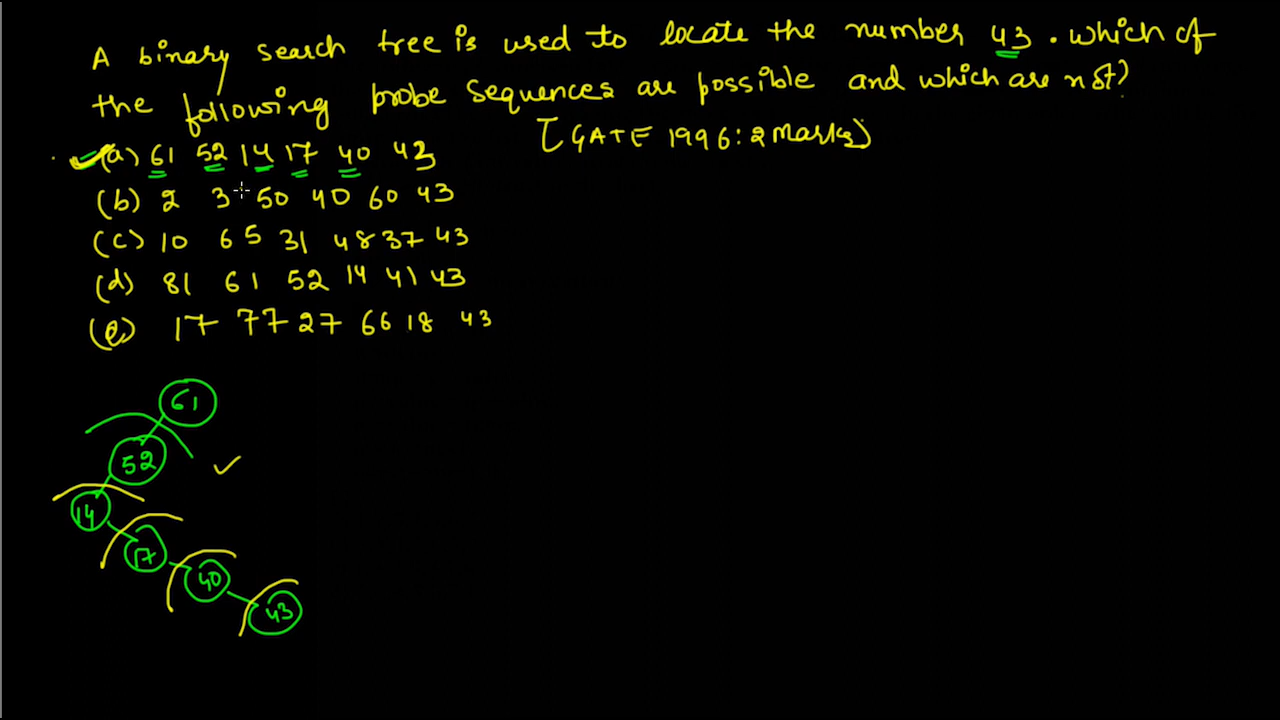 A binary search tree is used to locate the number 43. which of
the following probe sequences are possible and which are not?
[GATE 1996: 2 Marks]
(a) 61 52 14 17 40 43
(b) 2 3 50 40 60 43
(c) 10 65 31 48 37 43
(d) 81 61 52 14 41 43
(e) 17 77 27 66 18 43
61
52
14
17
40
43